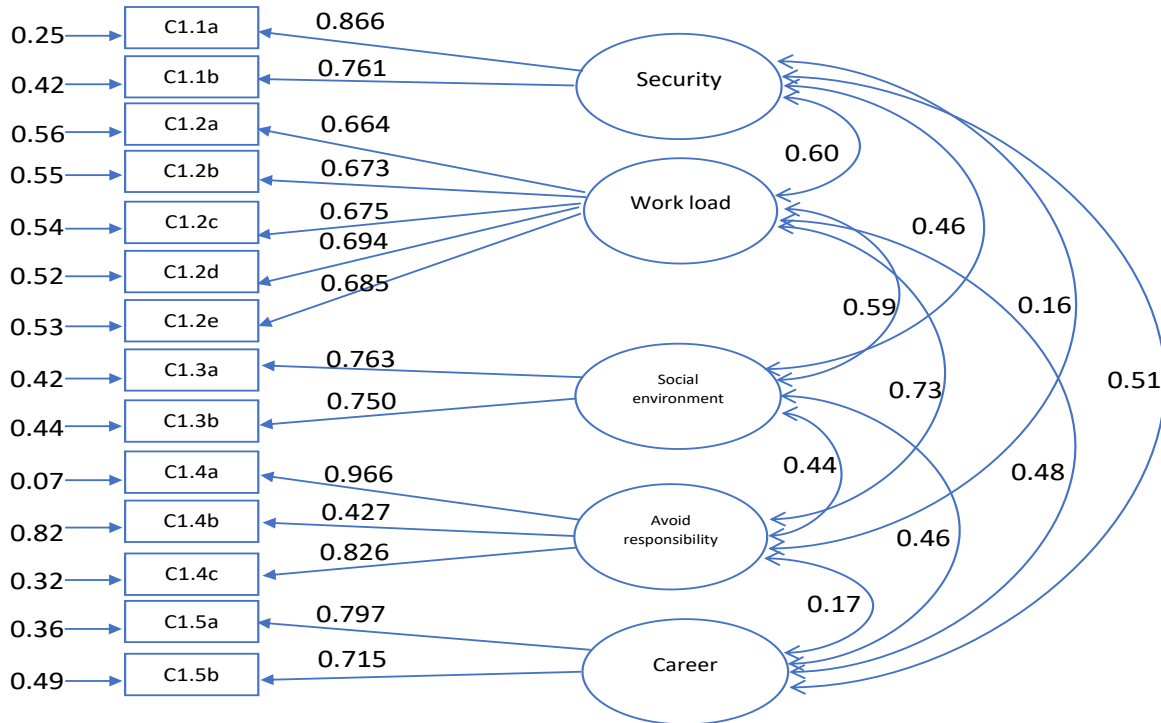 C1.1a
0.866
0.25
Security
0.761
C1.1b
0.42
C1.2a
0.664
0.56
0.60
C1.2b
0.673
0.55
Work load
C1.2c
0.675
0.54
0.46
0.694
C1.2d
0.52
0.685
C1.2e
0.53
0.59
0.16
0.763
C1.3a
0.42
Social
environment
0.73
0.51
0.750
C1.3b
0.44
0.44
0.48
C1.4a
0.966
0.07
C1.4b
0.427
0.82
Avoid
responsibility
0.46
0.826
C1.4c
0.32
0.17
0.797
C1.5a
0.36
Career
0.715
C1.5b
0.49